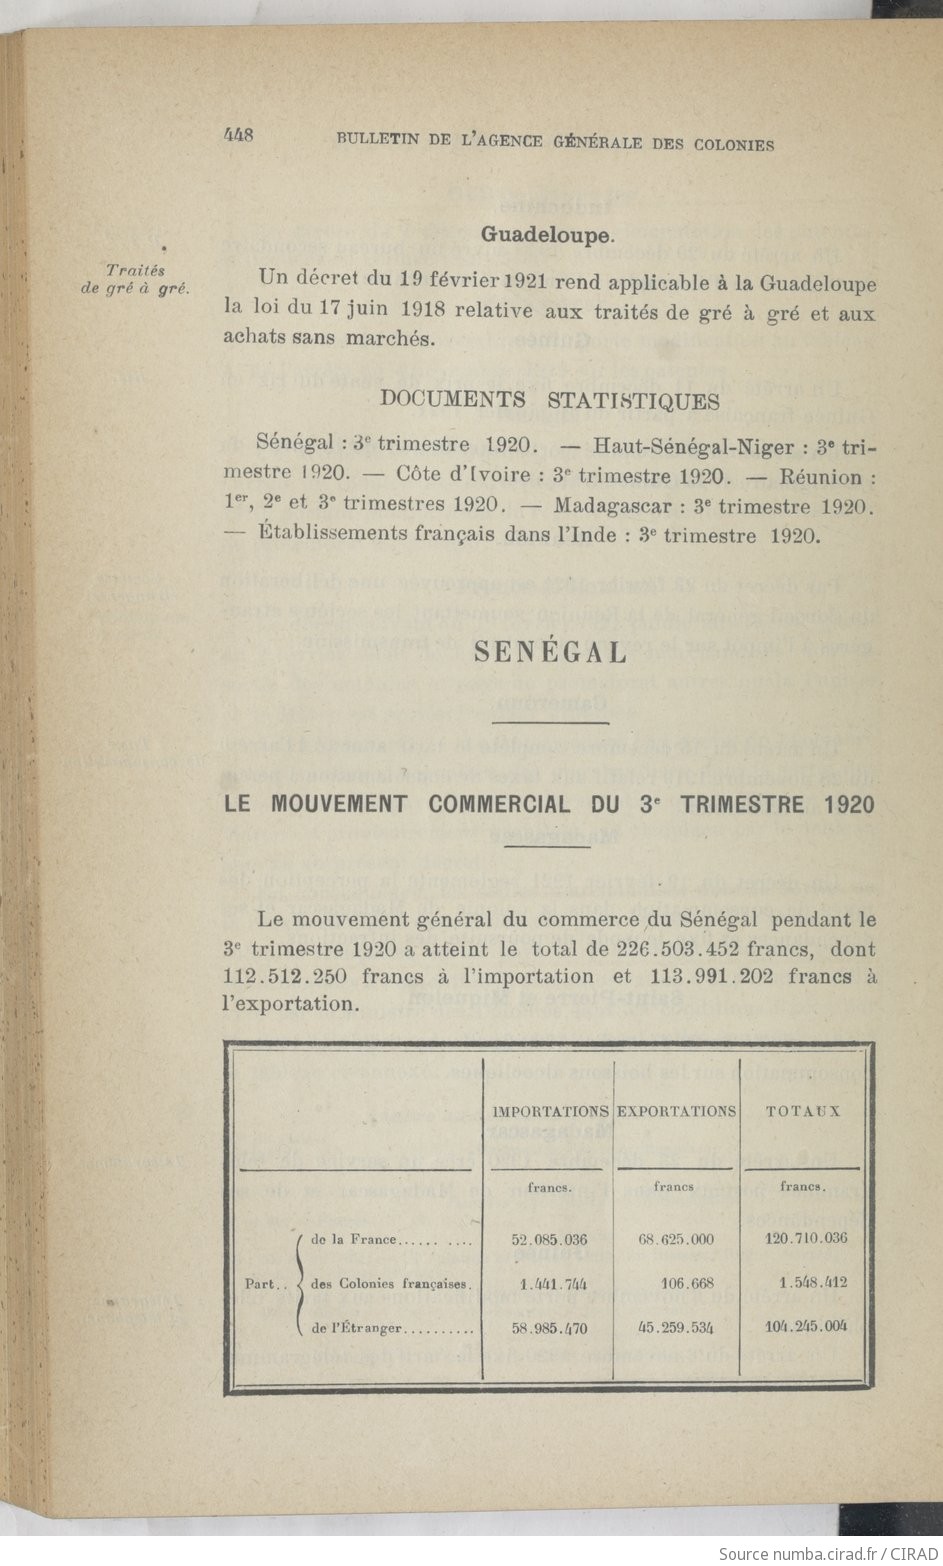 448
BULLETIN DE L'AGENCE GÉNÉRALE DES COLONIES
Guadeloupe.
Traités
de gré à gré.
Un décret du 19 février 1921 rend applicable à la Guadeloupe
la loi du 17 juin 1918 relative aux traités de gré à gré et aux
achats sans marchés.
DOCUMENTS STATISTIQUES
Sénégal : 3e trimestre 1920. — Haut-Sénégal-Niger : 3e tri-
mestre 1920. — Côte d'Ivoire : 3e trimestre 1920. — Réunion :
1er, 2e et 3e trimestres 1920. — Madagascar : 3e trimestre 1920.
— Établissements français dans l'Inde : 3e trimestre 1920.
SENÉGAL
LE MOUVEMENT COMMERCIAL DU 3e TRIMESTRE 1920
Le mouvement général du commerce du Sénégal pendant le
3e trimestre 1920 a atteint le total de 226.503.452 francs, dont
112.512.250 francs à l'importation et 113.991.202 francs à
l'exportation.
IMPORTATIONS EXPORTATIONS TOTAUX
francs. francs francs.
de la France...... .... 52.085.036 68.625.000 120.710.036
Part.. des Colonies françaises. 1.441.744 106.668 1.548.412
de l'Étranger.......... 58.985.470 45.259.534 104.245.004
Source numba.cirad.fr / CIRAD